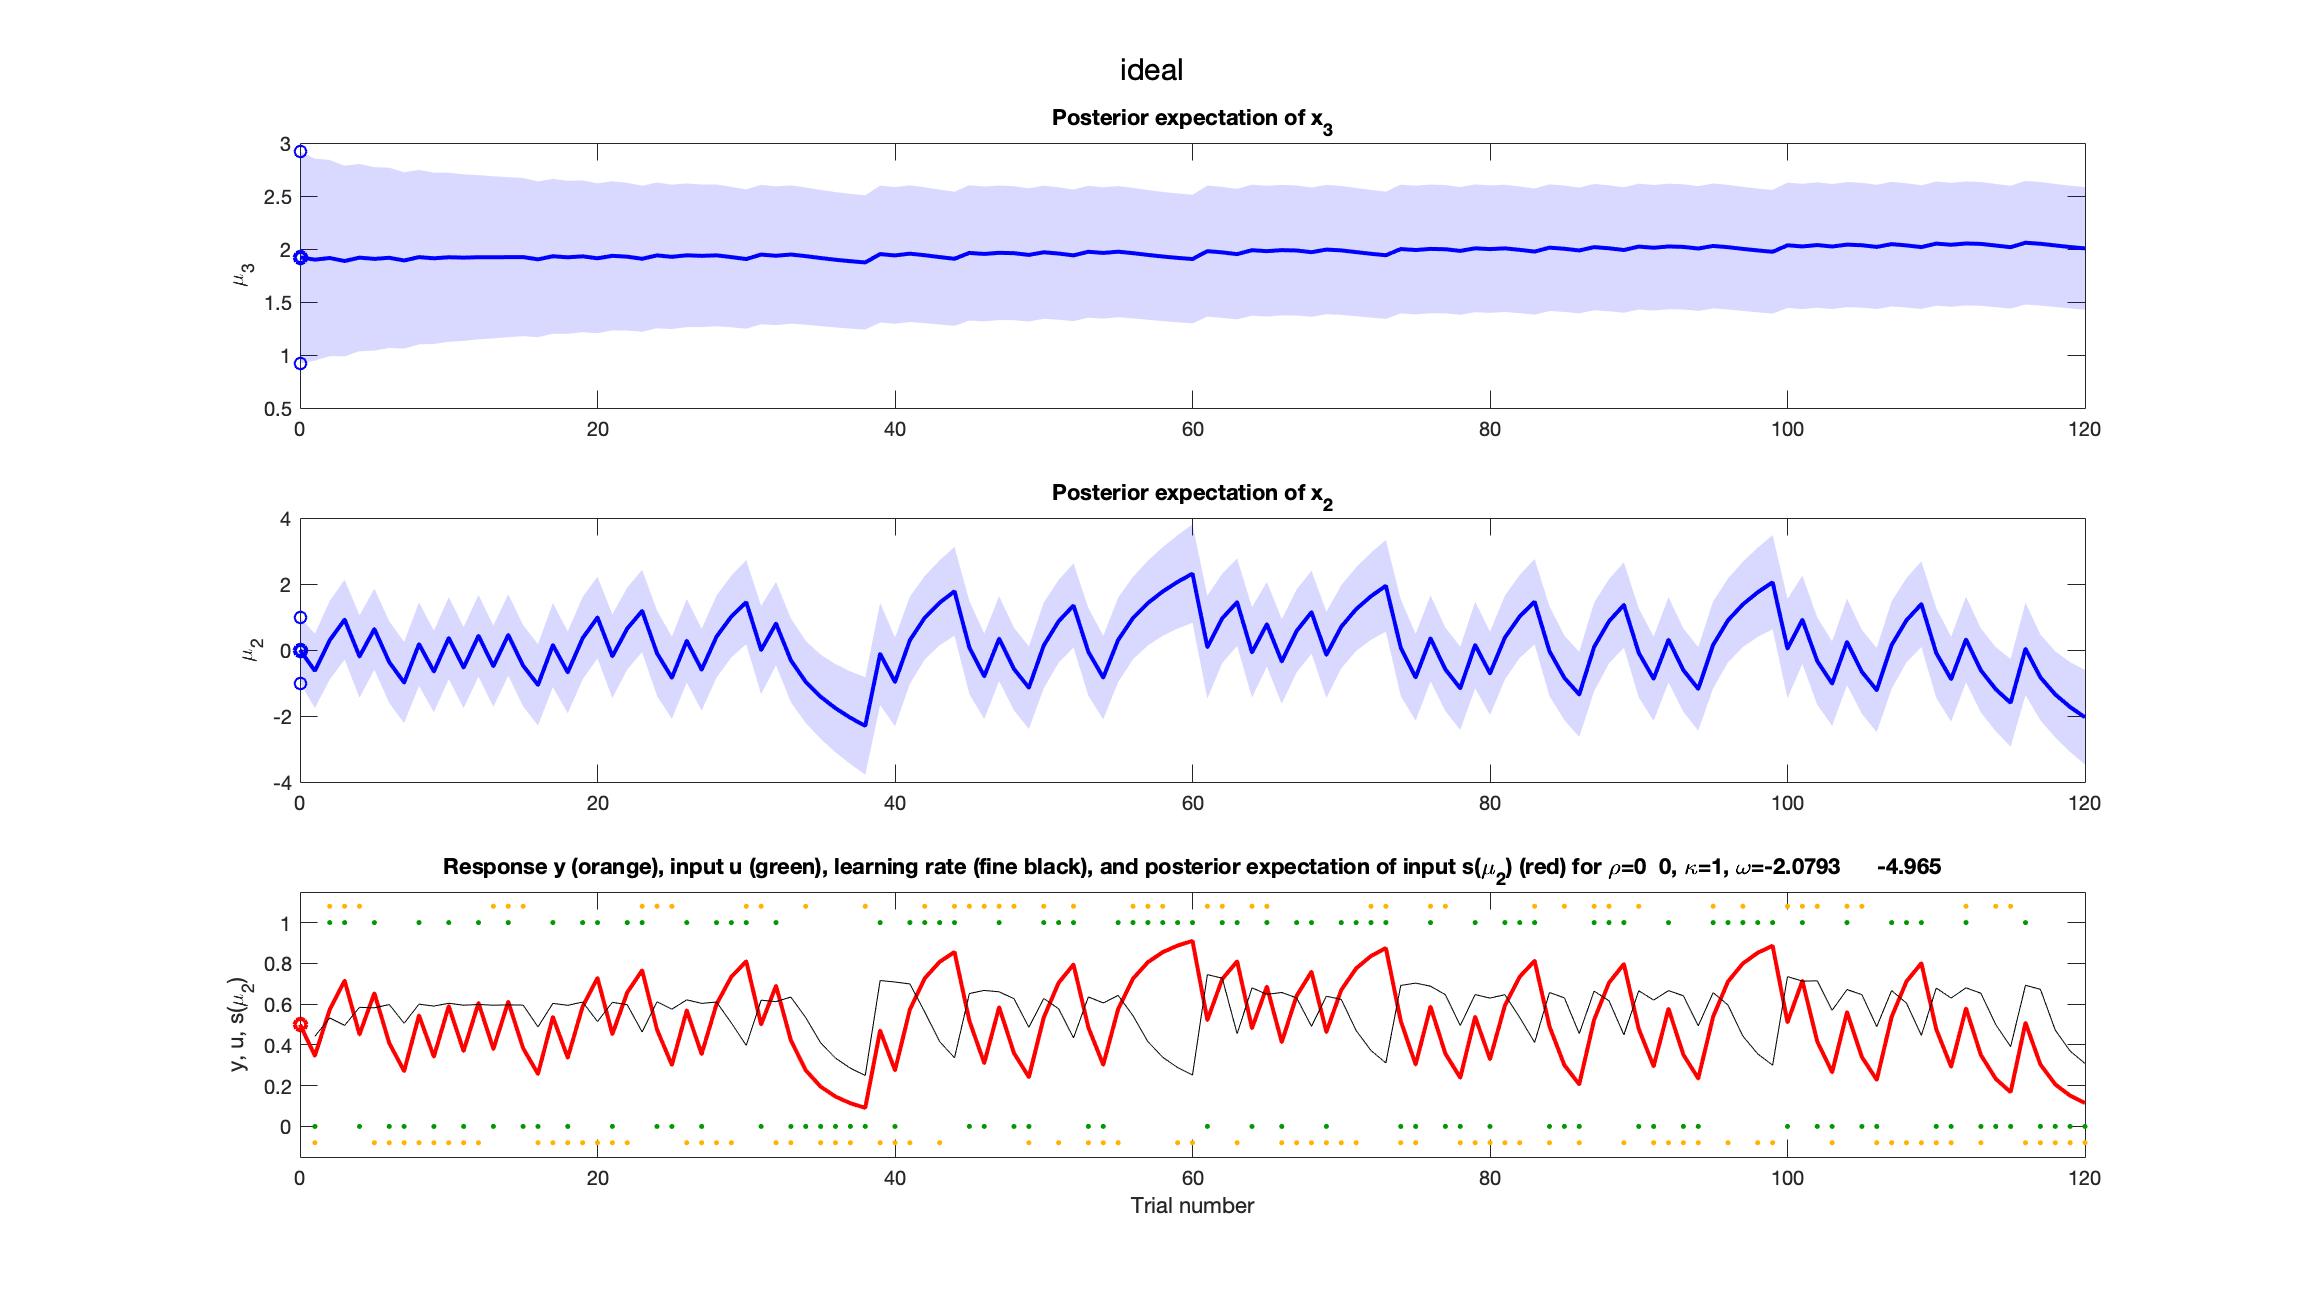 ideal
Posterior expectation of x3
3
2.5
2
1.5
1
0.5
μ3
0 20 40 60 80 100 120
Posterior expectation of x2
4
2
0
-2
-4
μ2
0 20 40 60 80 100 120
Response y (orange), input u (green), learning rate (fine black), and posterior expectation of input s(μ2) (red) for ρ=0 0, κ=1, ω=-2.0793 -4.965
1
0.8
0.6
0.4
0.2
0
y, u, s(μ2)
0 20 40 60 80 100 120
Trial number